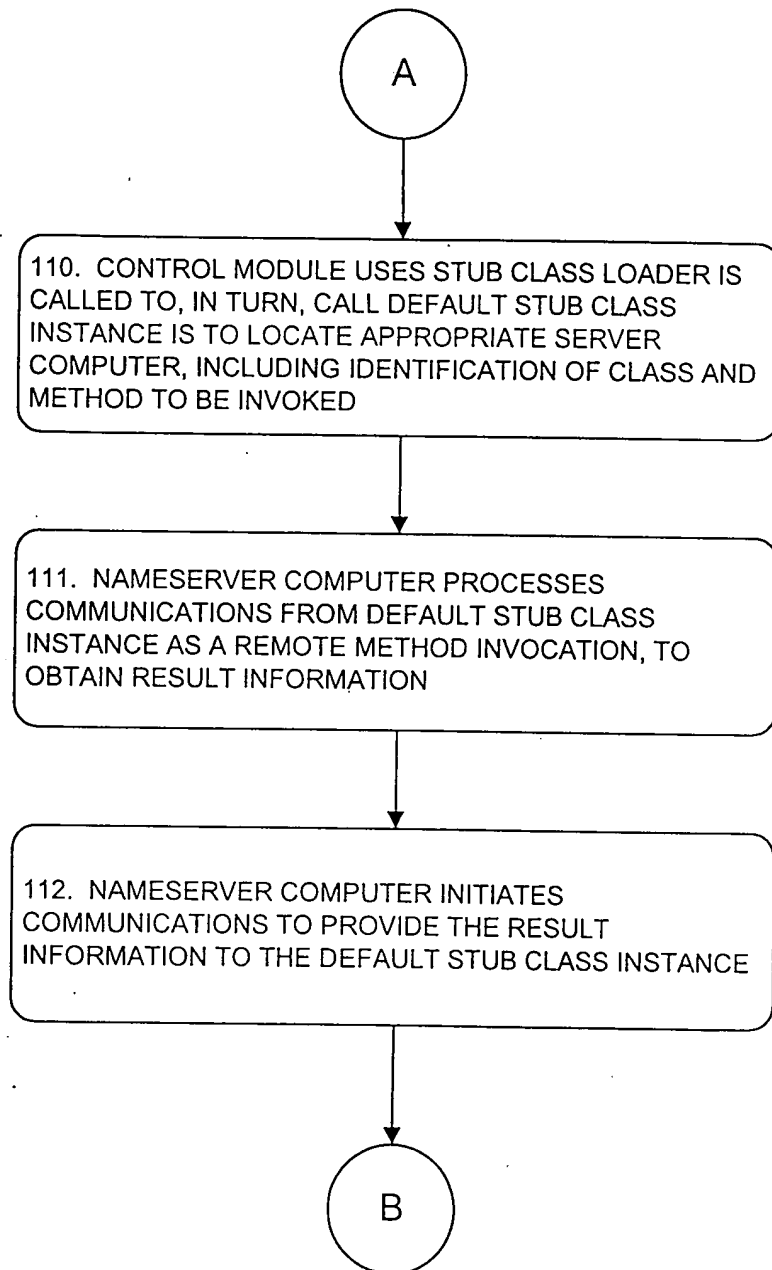 A
110. CONTROL MODULE USES STUB CLASS LOADER IS
CALLED TO, IN TURN, CALL DEFAULT STUB CLASS
INSTANCE IS TO LOCATE APPROPRIATE SERVER
COMPUTER, INCLUDING IDENTIFICATION OF CLASS AND
METHOD TO BE INVOKED
111. NAMESERVER COMPUTER PROCESSES
COMMUNICATIONS FROM DEFAULT STUB CLASS
INSTANCE AS A REMOTE METHOD INVOCATION, TO
OBTAIN RESULT INFORMATION
112. NAMESERVER COMPUTER INITIATES
COMMUNICATIONS TO PROVIDE THE RESULT
INFORMATION TO THE DEFAULT STUB CLASS INSTANCE
B